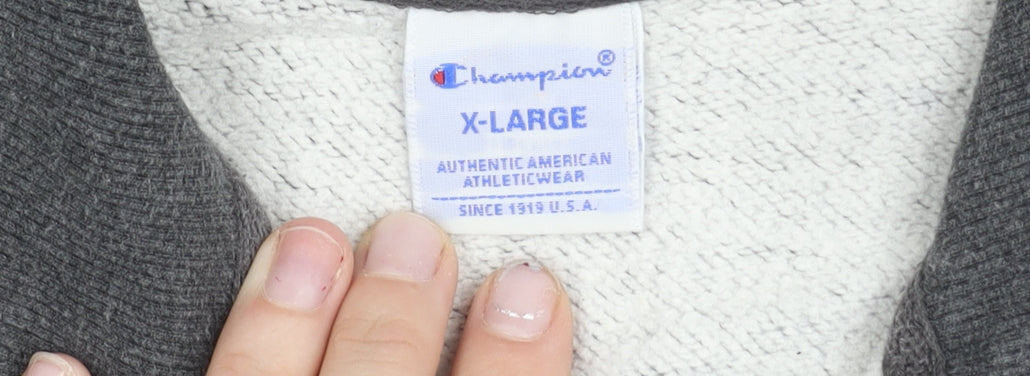 Champion®
X-LARGE
AUTHENTIC AMERICAN
ATHLETICWEAR
SINCE 1919 U.S.A.